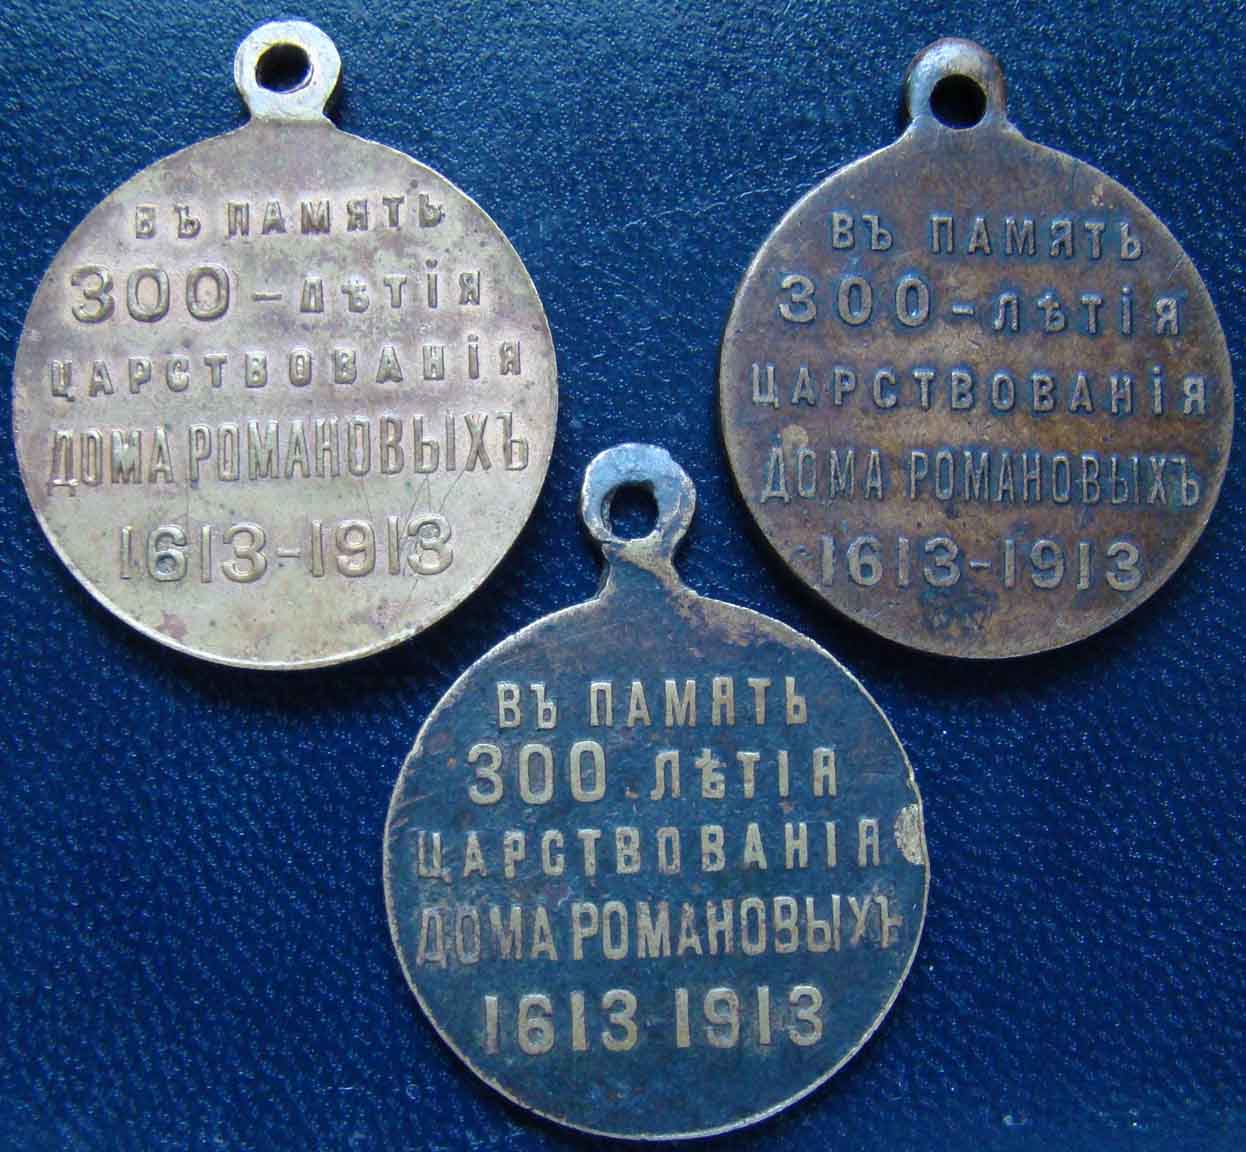 ВЪ ПАМЯТЬ
300-ЛѢТІЯ
ЦАРСТВОВАНІЯ
ДОМА РОМАНОВЫХЪ
1613-1913
ВЪ ПАМЯТЬ
300-ЛѢТІЯ
ЦАРСТВОВАНІЯ
ДОМА РОМАНОВЫХЪ
1613-1913
ВЪ ПАМЯТЬ
300 ЛѢТІЯ
ЦАРСТВОВАНІЯ
ДОМА РОМАНОВЫХЪ
1613 1913